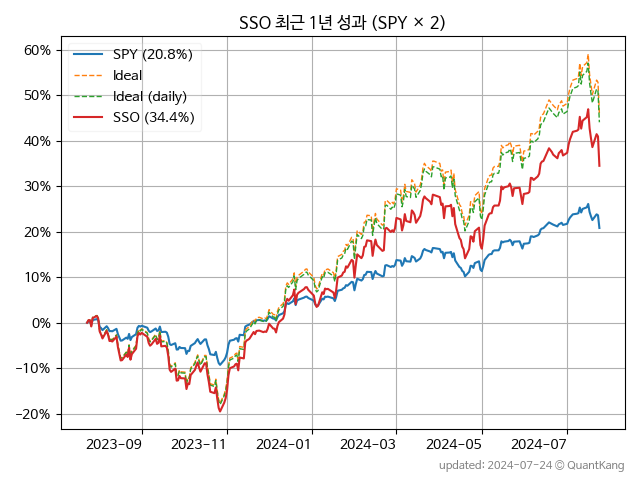 SSO 최근 1년 성과 (SPY × 2)
60%
50%
40%
30%
20%
10%
0%
−10%
−20%
SPY (20.8%)
Ideal
Ideal (daily)
SSO (34.4%)
2023-09
2023-11
2024-01
2024-03
2024-05
2024-07
updated: 2024-07-24 © QuantKang